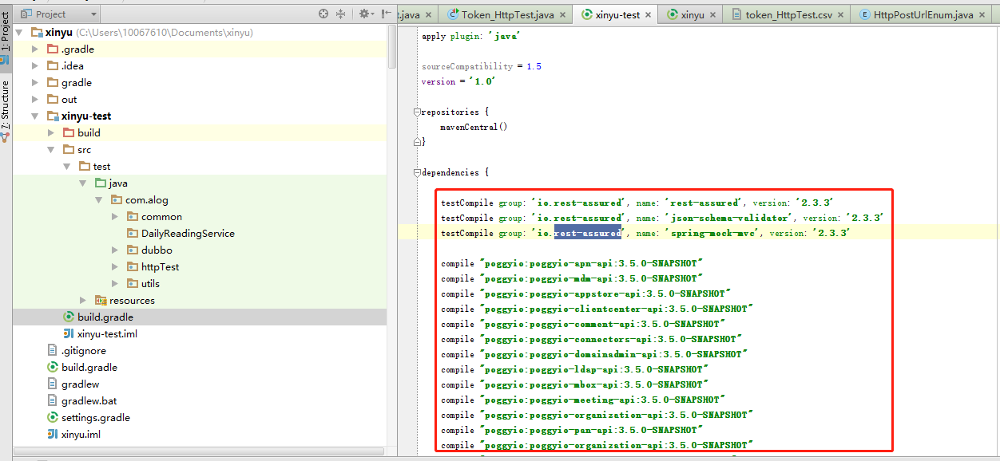 Project
t.java
Token_HttpTest.java
xinyu-test
xinyu
token_HttpTest.csv
HttpPostUrlEnum.java
1: Project
7: Structure
xinyu (C:\Users\10067610\Documents\xinyu)
.gradle
.idea
gradle
out
xinyu-test
build
src
test
java
com.alog
common
DailyReadingService
dubbo
httpTest
utils
resources
build.gradle
xinyu-test.iml
.gitignore
build.gradle
gradlew
gradlew.bat
settings.gradle
xinyu.iml
apply plugin: 'java'
sourceCompatibility = 1.5
version = '1.0'
repositories {
mavenCentral()
}
dependencies {
testCompile group: 'io.rest-assured', name: 'rest-assured', version: '2.3.3'
testCompile group: 'io.rest-assured', name: 'json-schema-validator', version: '2.3.3'
testCompile group: 'io.rest-assured', name: 'spring-mock-mvc', version: '2.3.3'
compile "poggyio:poggyio-apn-api:3.5.0-SNAPSHOT"
compile "poggyio:poggyio-mdm-api:3.5.0-SNAPSHOT"
compile "poggyio:poggyio-appstore-api:3.5.0-SNAPSHOT"
compile "poggyio:poggyio-clientcenter-api:3.5.0-SNAPSHOT"
compile "poggyio:poggyio-comment-api:3.5.0-SNAPSHOT"
compile "poggyio:poggyio-connectors-api:3.5.0-SNAPSHOT"
compile "poggyio:poggyio-domainadmin-api:3.5.0-SNAPSHOT"
compile "poggyio:poggyio-ldap-api:3.5.0-SNAPSHOT"
compile "poggyio:poggyio-mbox-api:3.5.0-SNAPSHOT"
compile "poggyio:poggyio-meeting-api:3.5.0-SNAPSHOT"
compile "poggyio:poggyio-organization-api:3.5.0-SNAPSHOT"
compile "poggyio:poggyio-pan-api:3.5.0-SNAPSHOT"
compile "poggyio:poggyio-organization-api:3.5.0-SNAPSHOT"